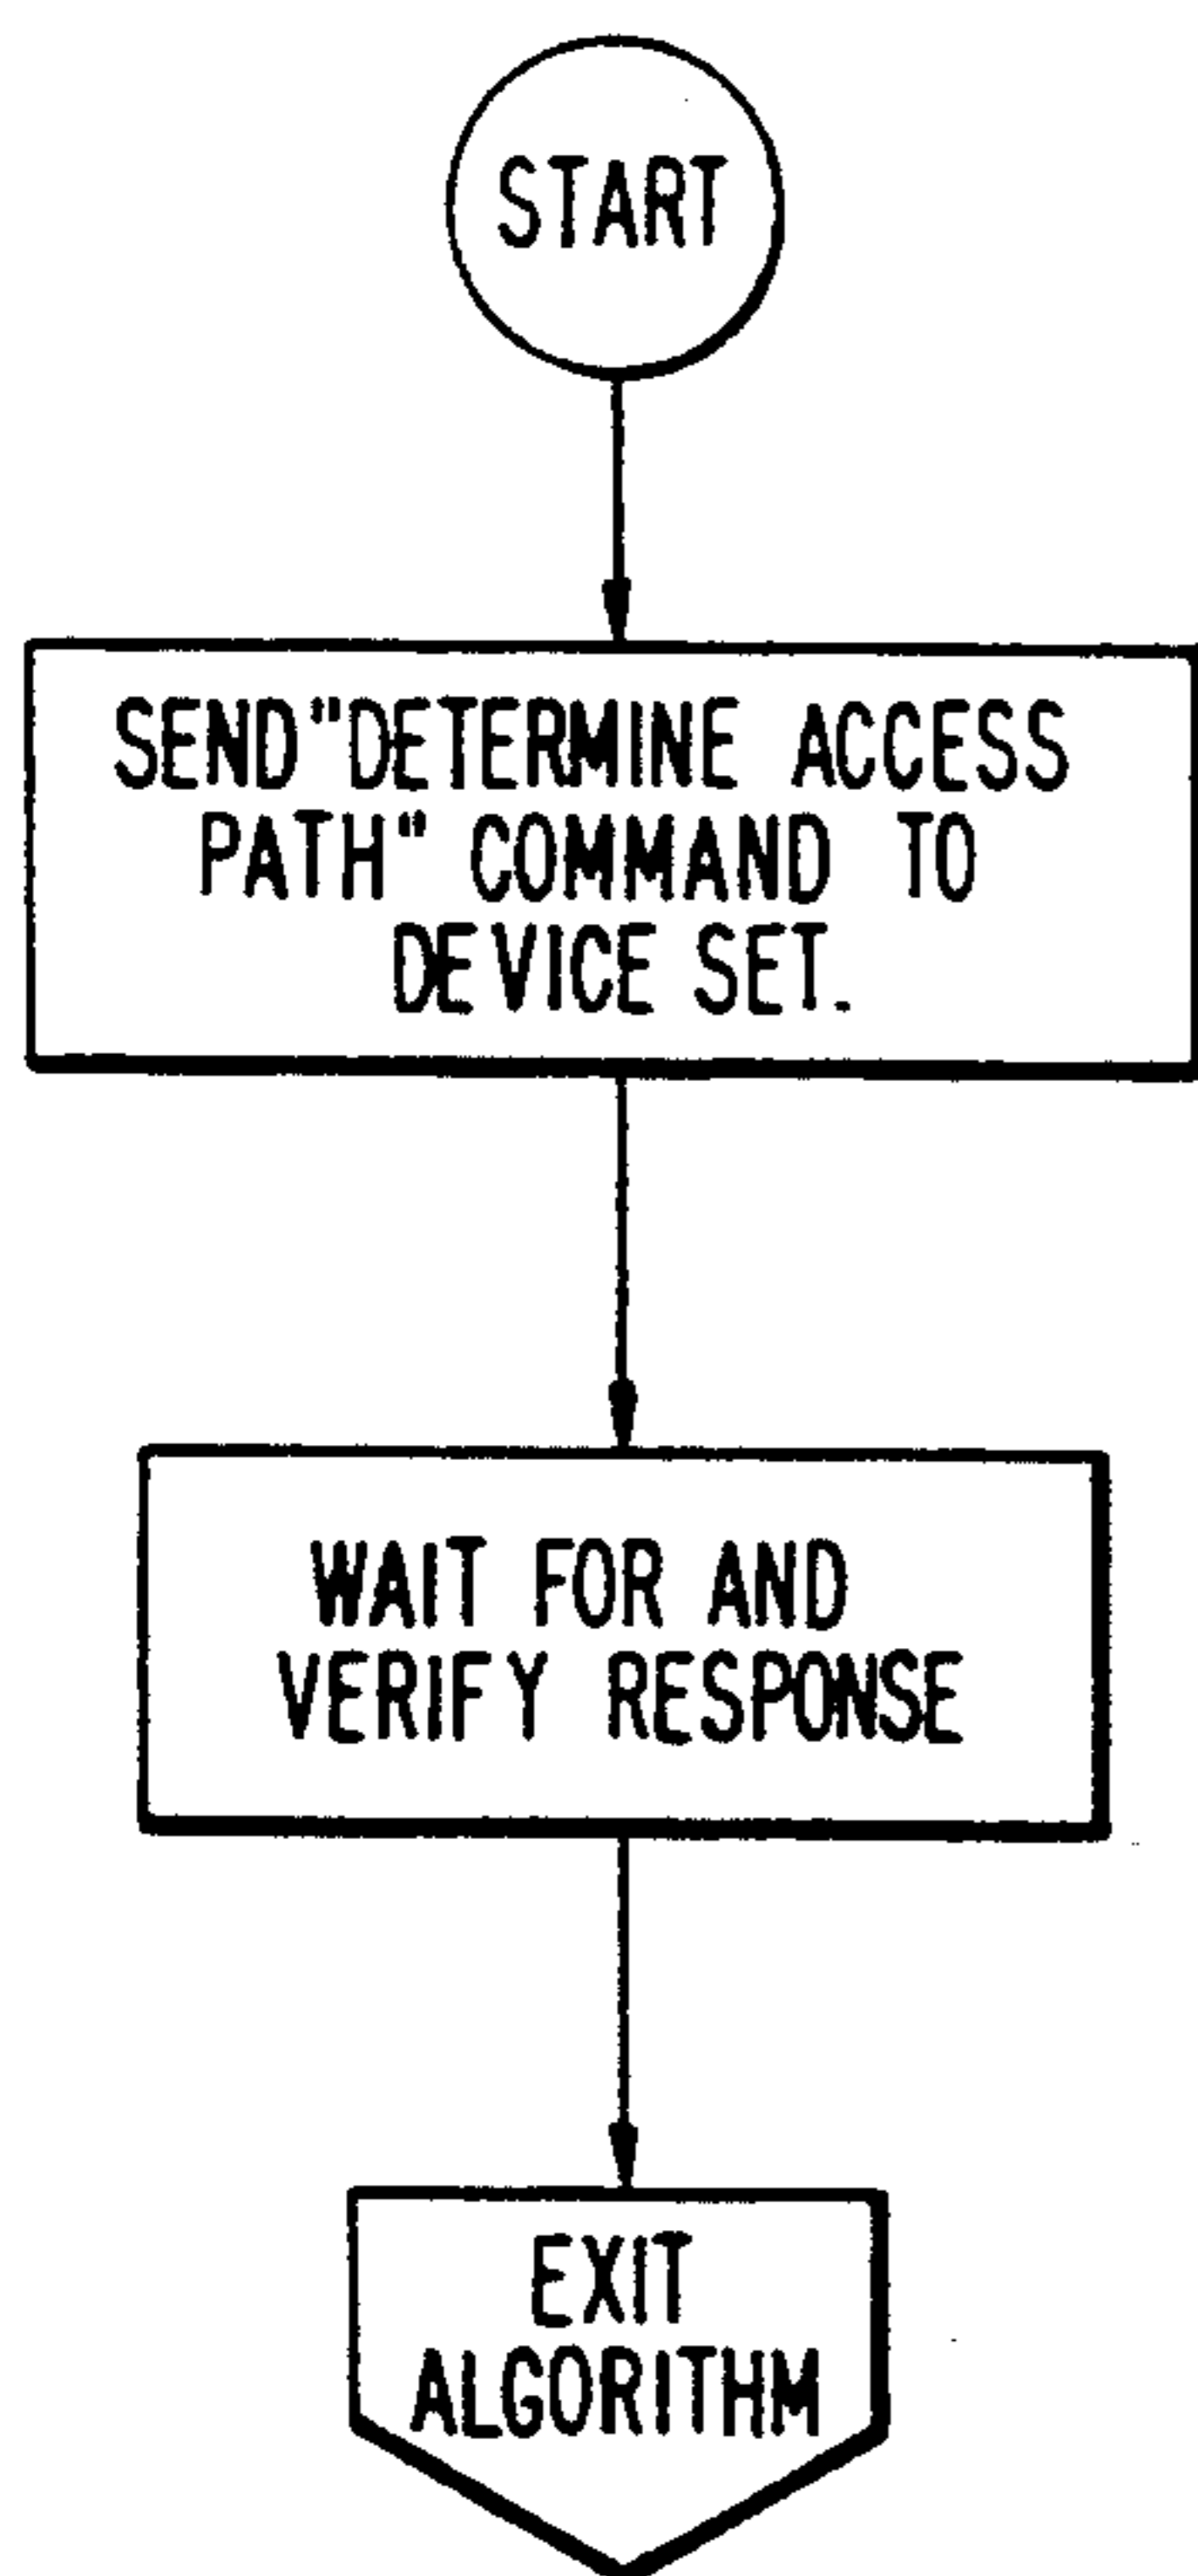 START
SEND "DETERMINE ACCESS
PATH" COMMAND TO
DEVICE SET.
WAIT FOR AND
VERIFY RESPONSE
EXIT
ALGORITHM